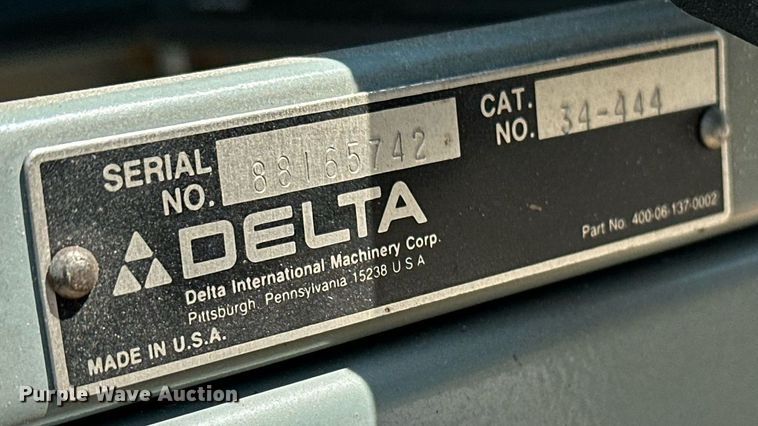 SERIAL NO. 88165742
CAT. NO. 34-444
DELTA
Delta International Machinery Corp.
Pittsburgh, Pennsylvania 15238 U S A
Part No. 400-06-137-0002
MADE IN U.S.A.
Purple Wave Auction